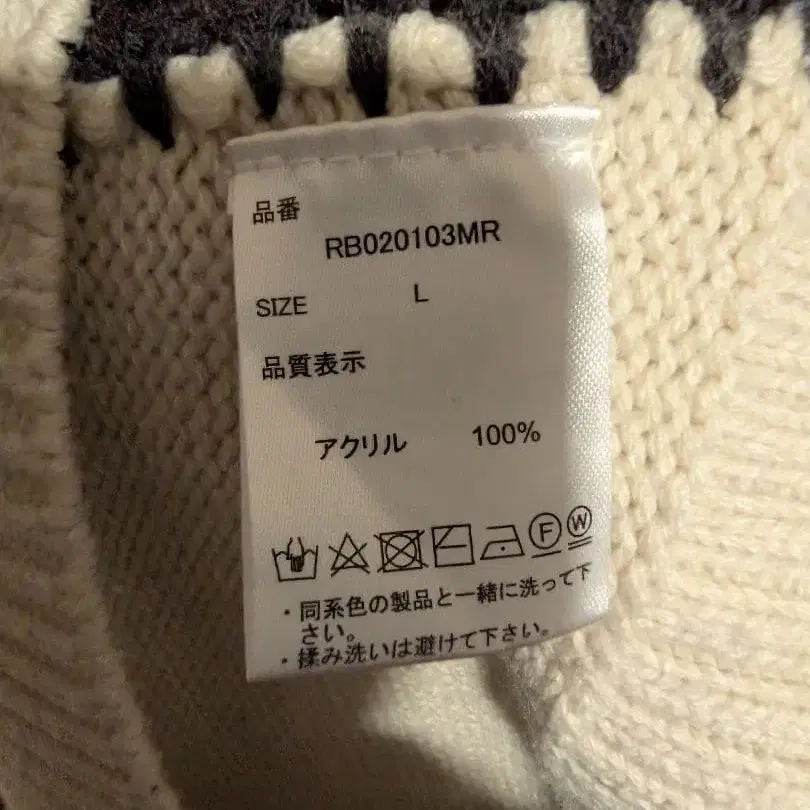 品番
RB020103MR
SIZE L
品質表示
アクリル 100%
F W
・同系色の製品と一緒に洗って下
さい。
・揉み洗いは避けて下さい。